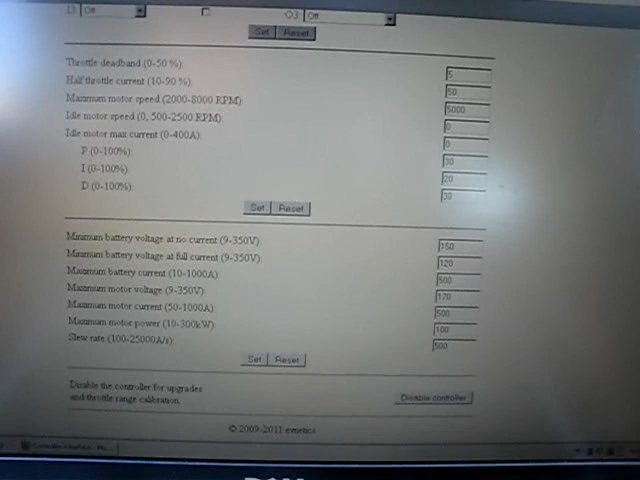 Off
Off
Set Reset
Throttle deadband (0-50 %): 5
Half throttle current (10-90 %): 50
Maximum motor speed (2000-8000 RPM): 5000
Idle motor speed (0, 500-2500 RPM): 0
Idle motor max current (0-400A): 0
P (0-100%): 30
I (0-100%): 20
D (0-100%): 30
Set Reset
Minimum battery voltage at no current (9-350V): 150
Minimum battery voltage at full current (9-350V): 120
Maximum battery current (10-1000A): 500
Maximum motor voltage (9-350V): 170
Maximum motor current (50-1000A): 500
Maximum motor power (10-300kW): 100
Slew rate (100-25000A/s): 500
Set Reset
Disable the controller for upgrades
and throttle range calibration.
Disable controller
© 2009-2011 evnetics